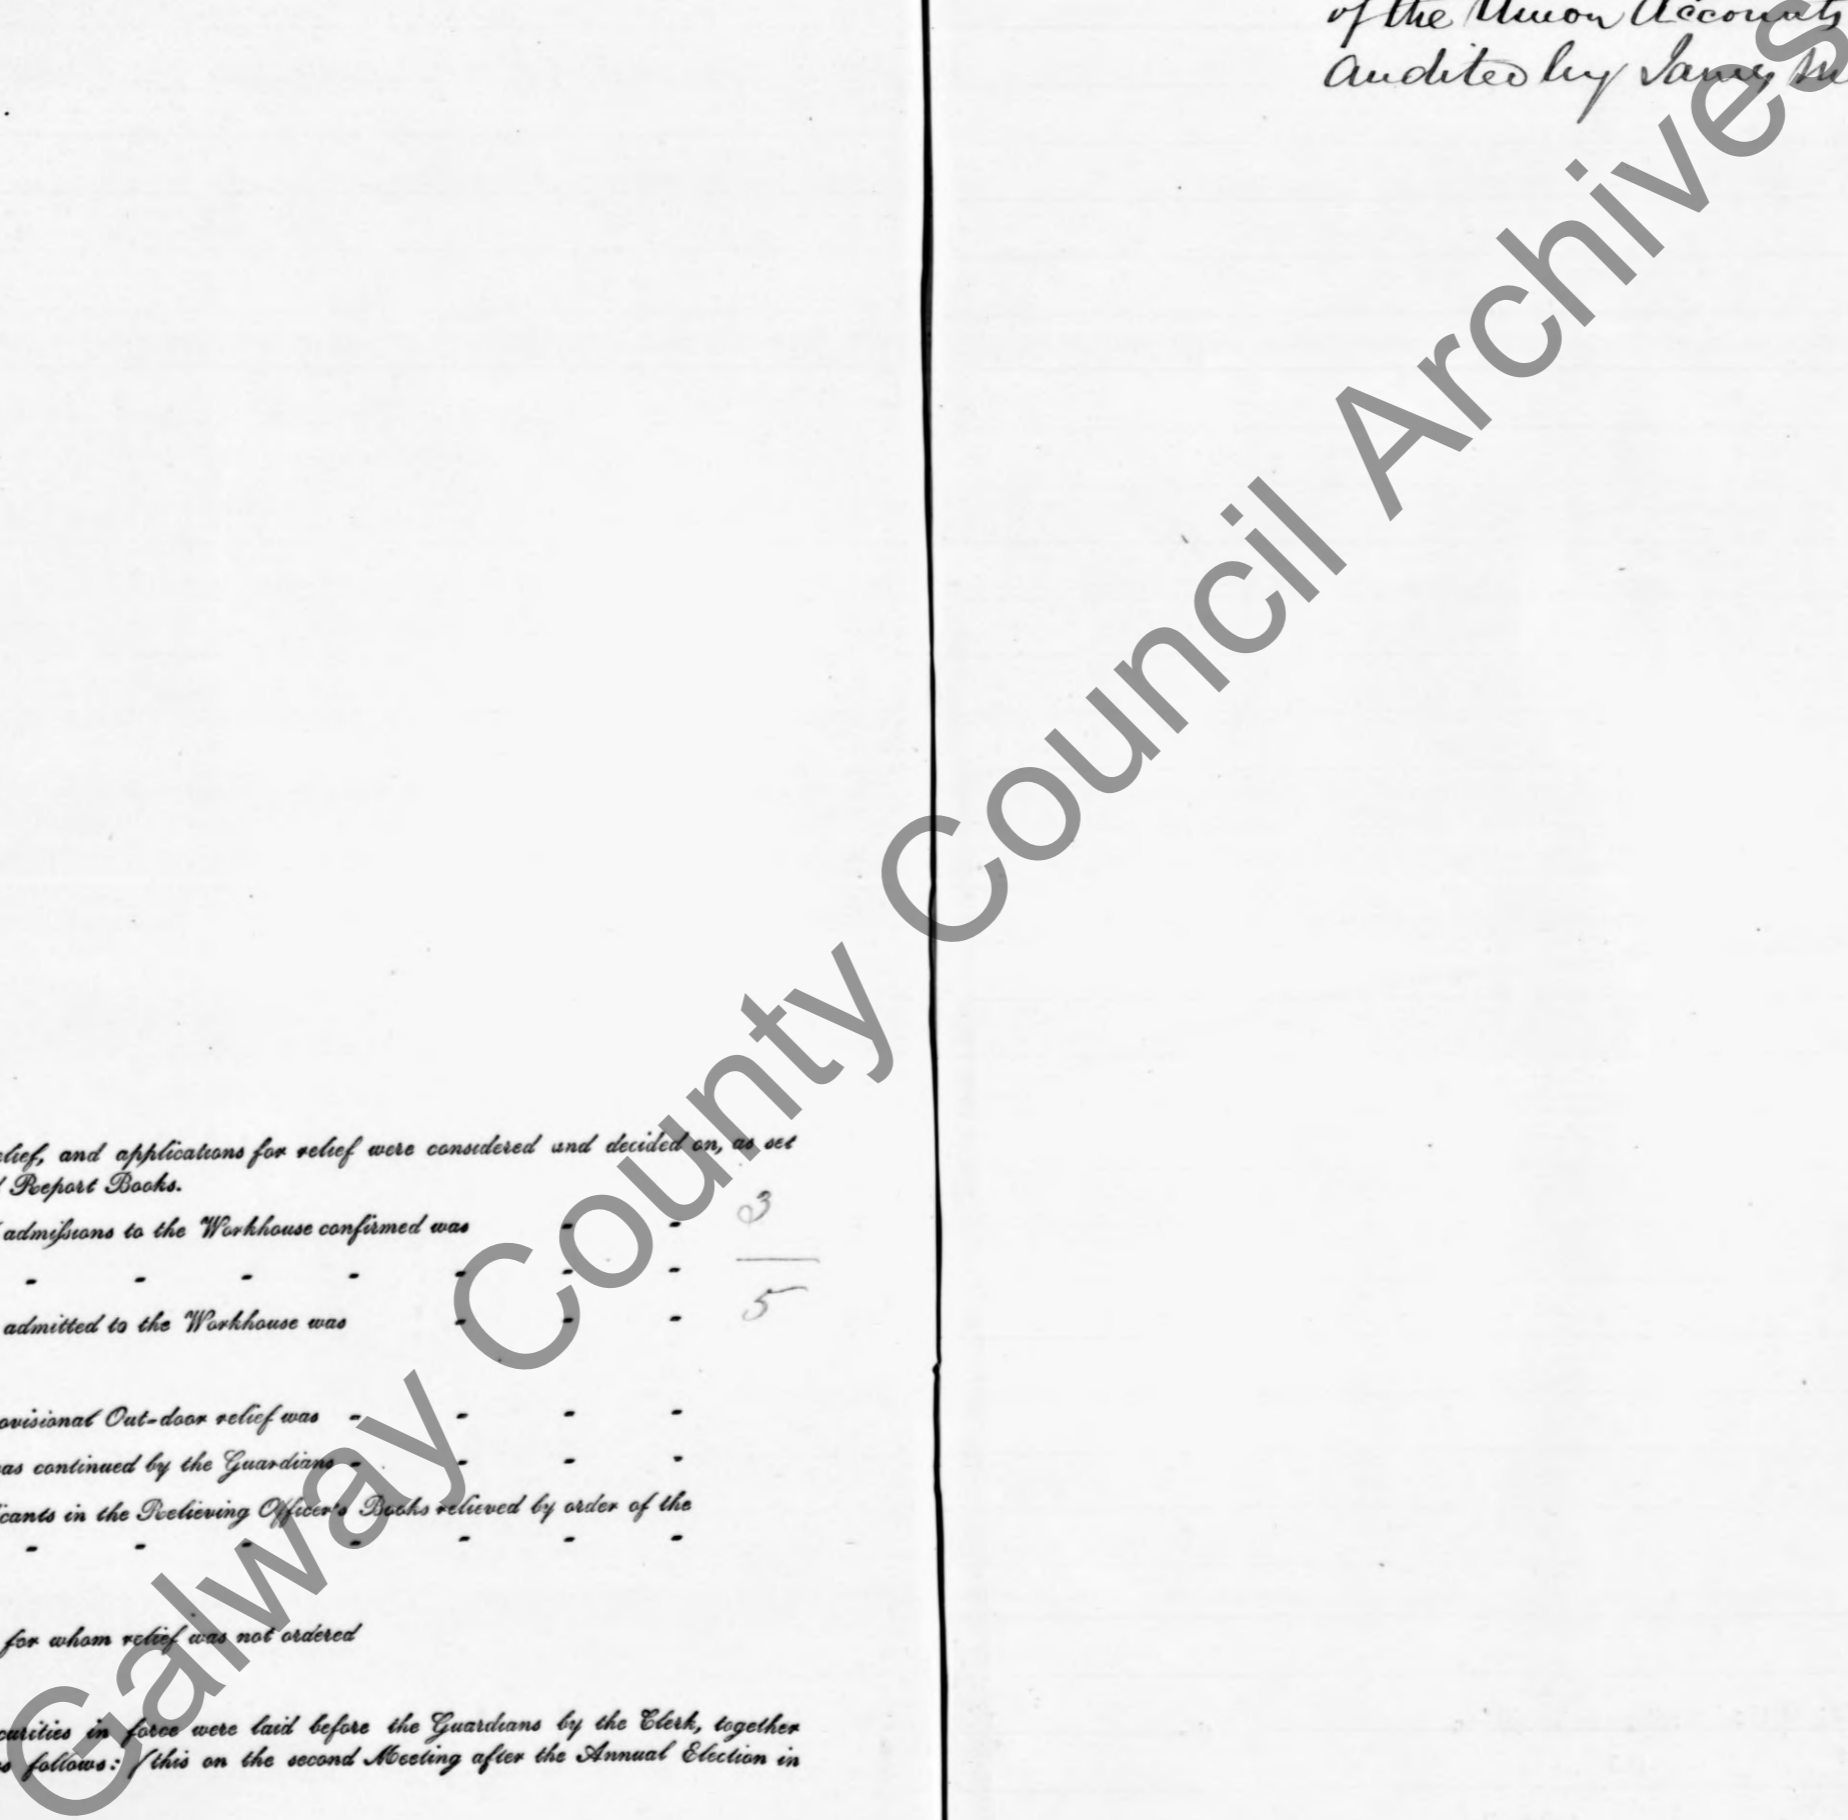 elief, and applications for relief were considered and decided on, as set
Report Books.
admissions to the Workhouse confirmed was - - 3
- - - - - - -
admitted to the Workhouse was - - - 5
ovisional Out-door relief was - - - -
as continued by the Guardians - - - -
cants in the Relieving Officer's Books relieved by order of the
- - - - - - -
for whom relief was not ordered
curities in force were laid before the Guardians by the Clerk, together
s follows: (this on the second Meeting after the Annual Election in
of the Union Accounts
audited by James
Galway County Council Archives